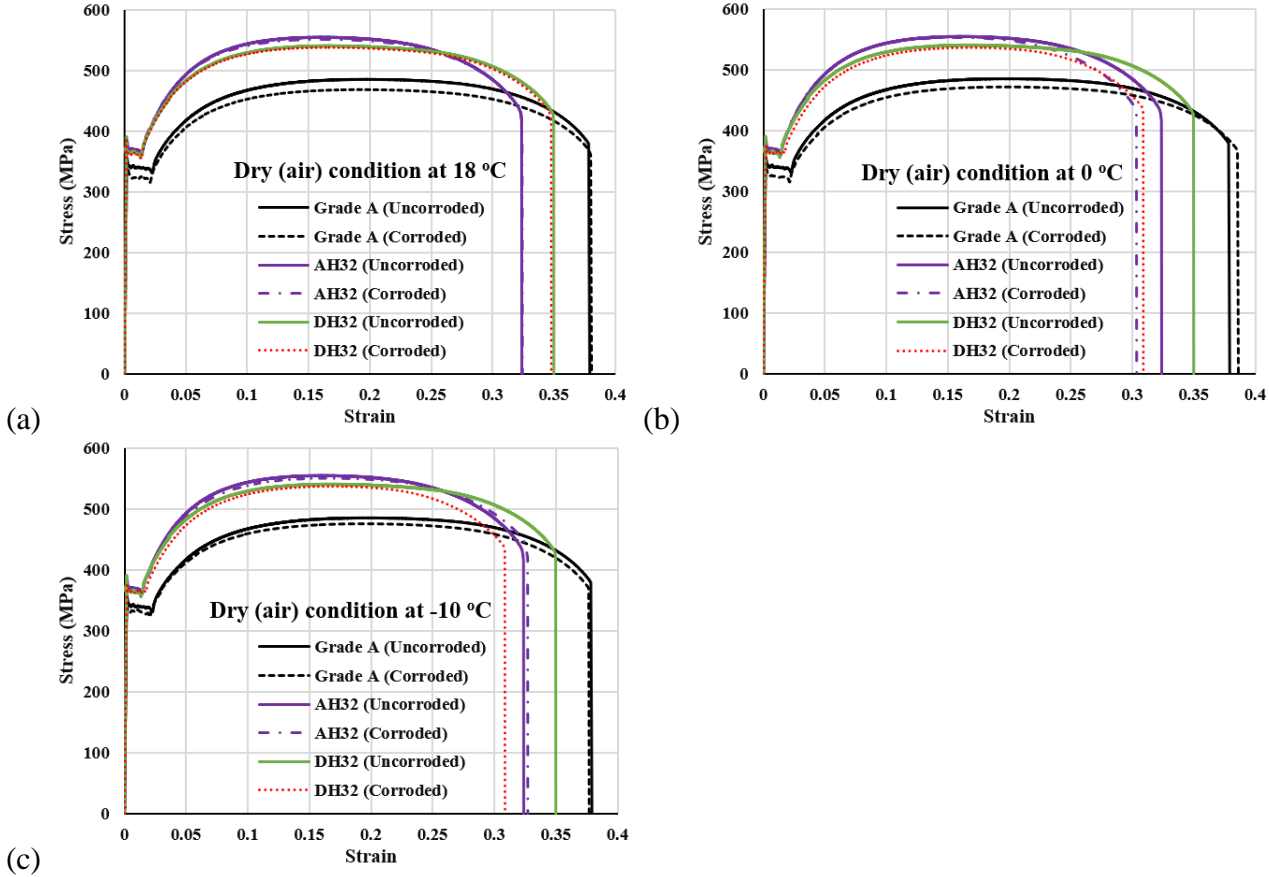 600
500
400
300
200
100
0
Stress (MPa)
Dry (air) condition at 18 ᵒC
Grade A (Uncorroded)
Grade A (Corroded)
AH32 (Uncorroded)
AH32 (Corroded)
DH32 (Uncorroded)
DH32 (Corroded)
0 0.05 0.1 0.15 0.2 0.25 0.3 0.35 0.4
Strain
(a)
600
500
400
300
200
100
0
Stress (MPa)
Dry (air) condition at 0 ᵒC
Grade A (Uncorroded)
Grade A (Corroded)
AH32 (Uncorroded)
AH32 (Corroded)
DH32 (Uncorroded)
DH32 (Corroded)
0 0.05 0.1 0.15 0.2 0.25 0.3 0.35 0.4
Strain
(b)
600
500
400
300
200
100
0
Stress (MPa)
Dry (air) condition at -10 ᵒC
Grade A (Uncorroded)
Grade A (Corroded)
AH32 (Uncorroded)
AH32 (Corroded)
DH32 (Uncorroded)
DH32 (Corroded)
0 0.05 0.1 0.15 0.2 0.25 0.3 0.35 0.4
Strain
(c)